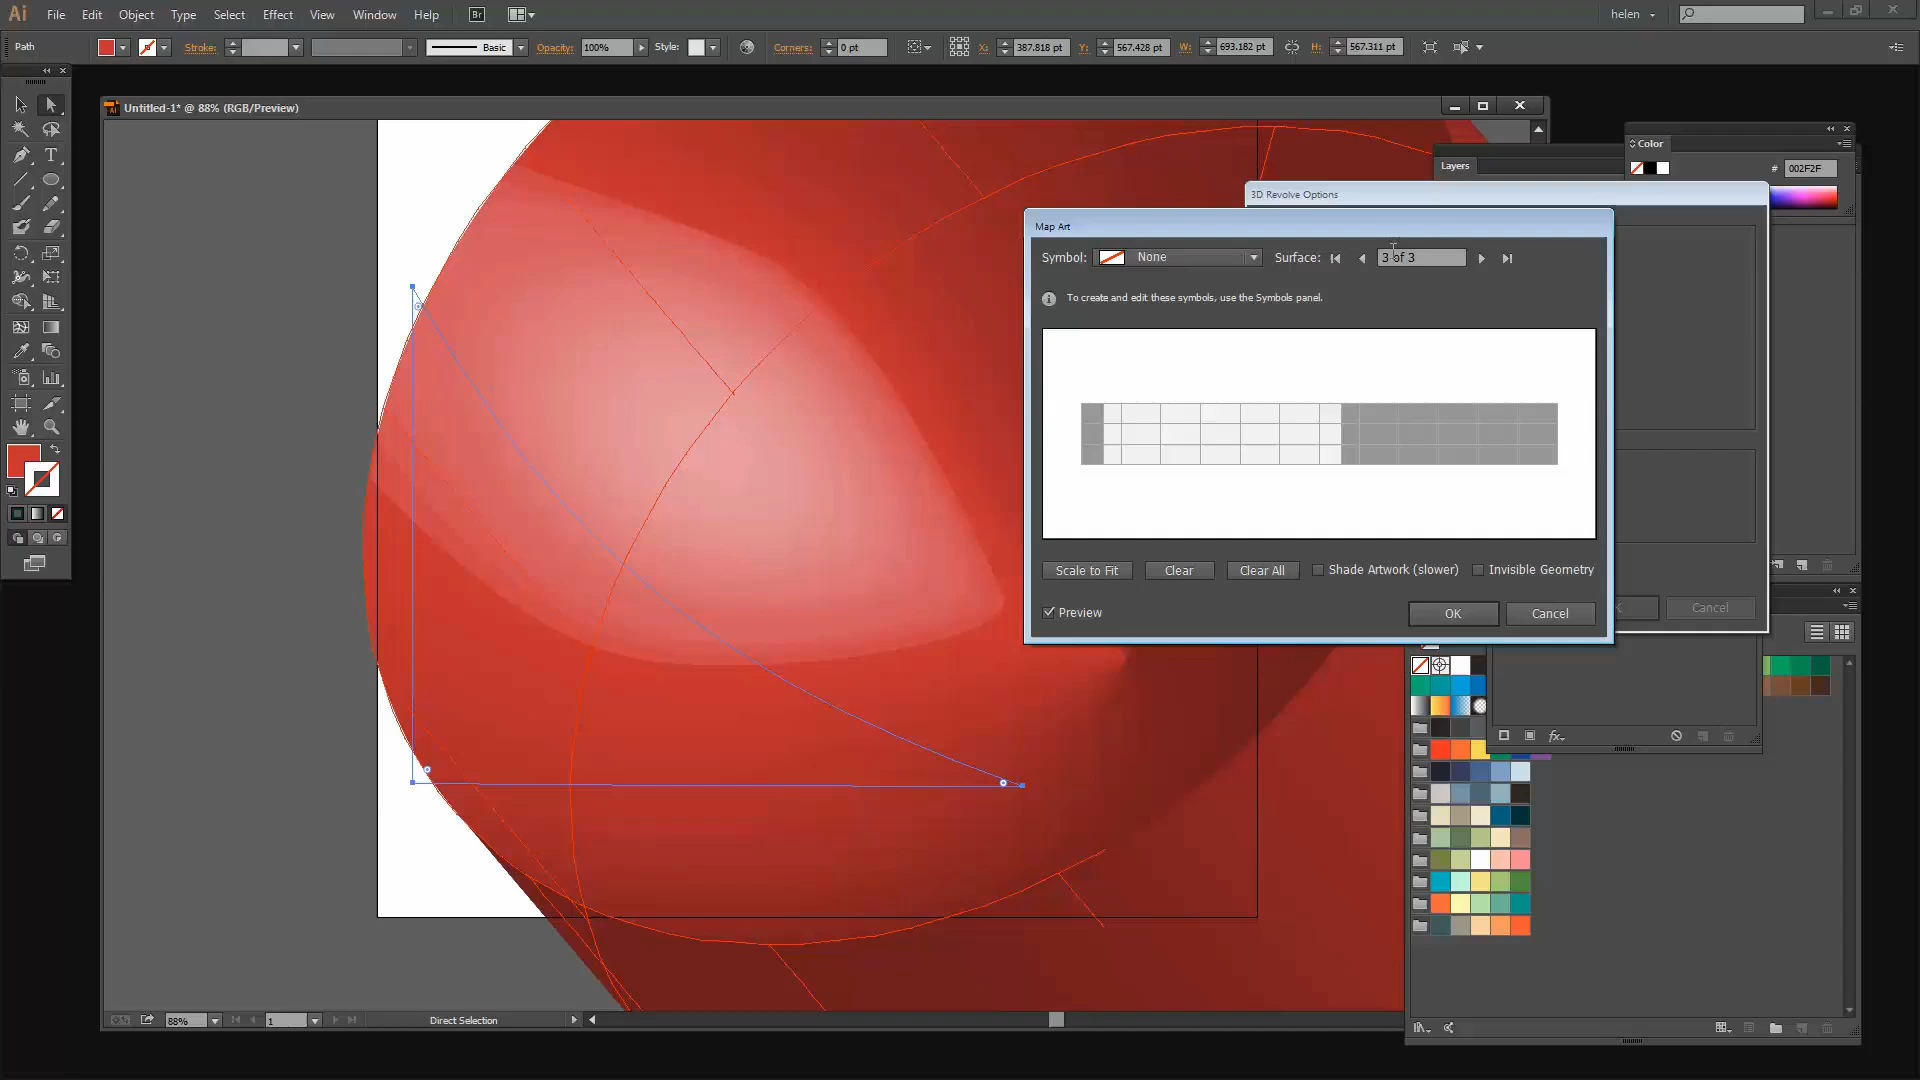 Ai File Edit Object Type Select Effect View Window Help Br helen
Path Stroke: Basic Opacity: 100% Style: Corners: 0 pt X: 387.818 pt Y: 567.428 pt W: 693.182 pt H: 567.311 pt
Untitled-1* @ 88% (RGB/Preview)
Color
Layers
# 002F2F
3D Revolve Options
Map Art
Symbol: None Surface: 3 of 3
To create and edit these symbols, use the Symbols panel.
Scale to Fit Clear Clear All Shade Artwork (slower) Invisible Geometry
Preview OK Cancel
Cancel
fx
88% 1 Direct Selection